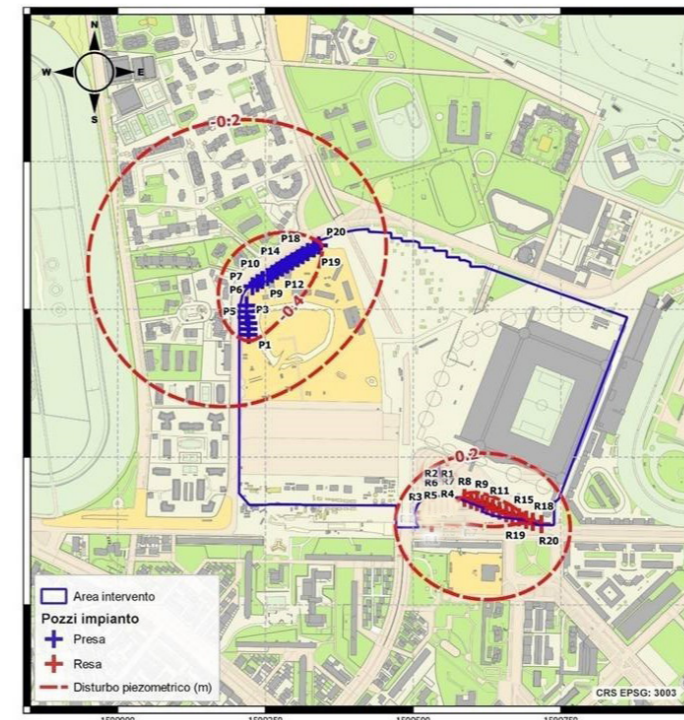 N
W E
S
-0.2
P20
P18
P14
P19
P10
P7
P12
P6
P9
-0.4
P5 P3
P1
-0.2
R2 R1
R6 R7 R8 R9
R3 R5 R4 R11
R15
R18
R19
R20
Area intervento
Pozzi impianto
Presa
Resa
Disturbo piezometrico (m)
CRS EPSG: 3003